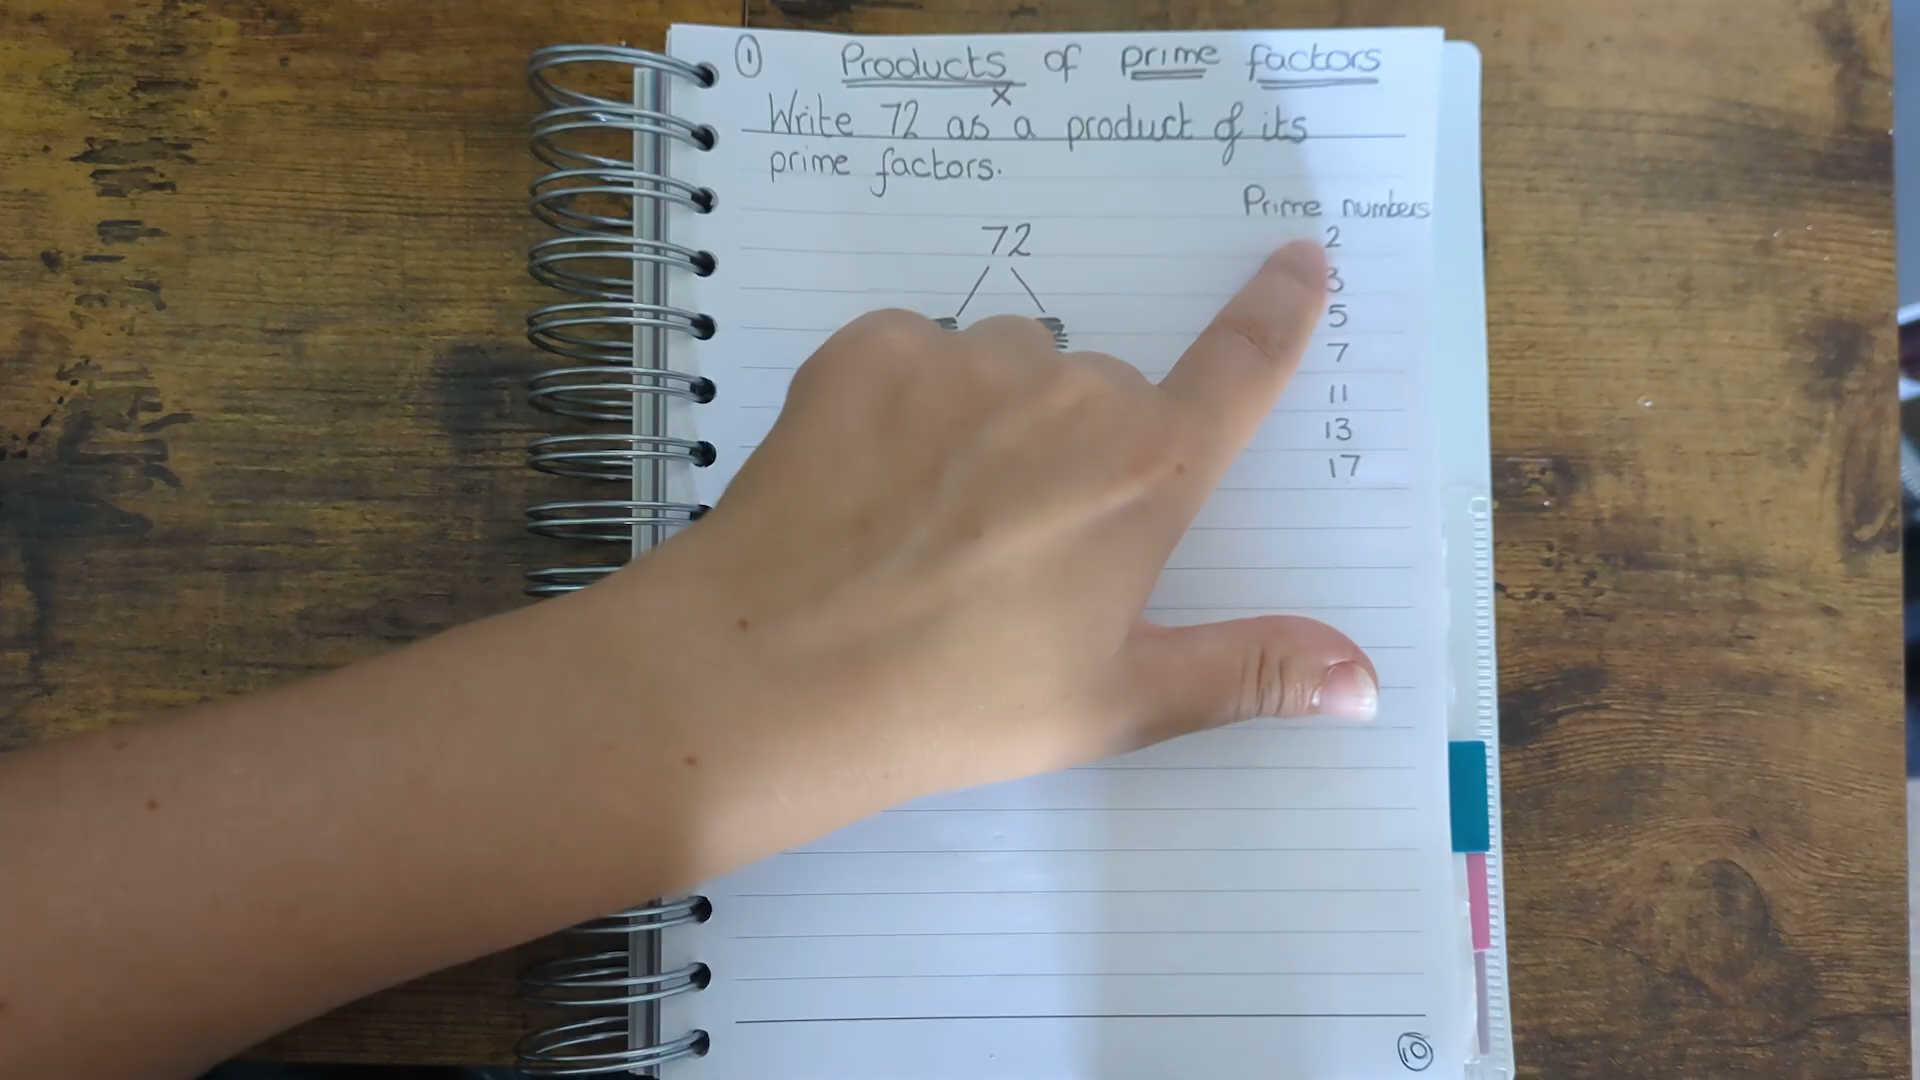 ① Products of prime factors
x
Write 72 as a product of its
prime factors.
Prime numbers
72
2
3
5
7
11
13
17
10